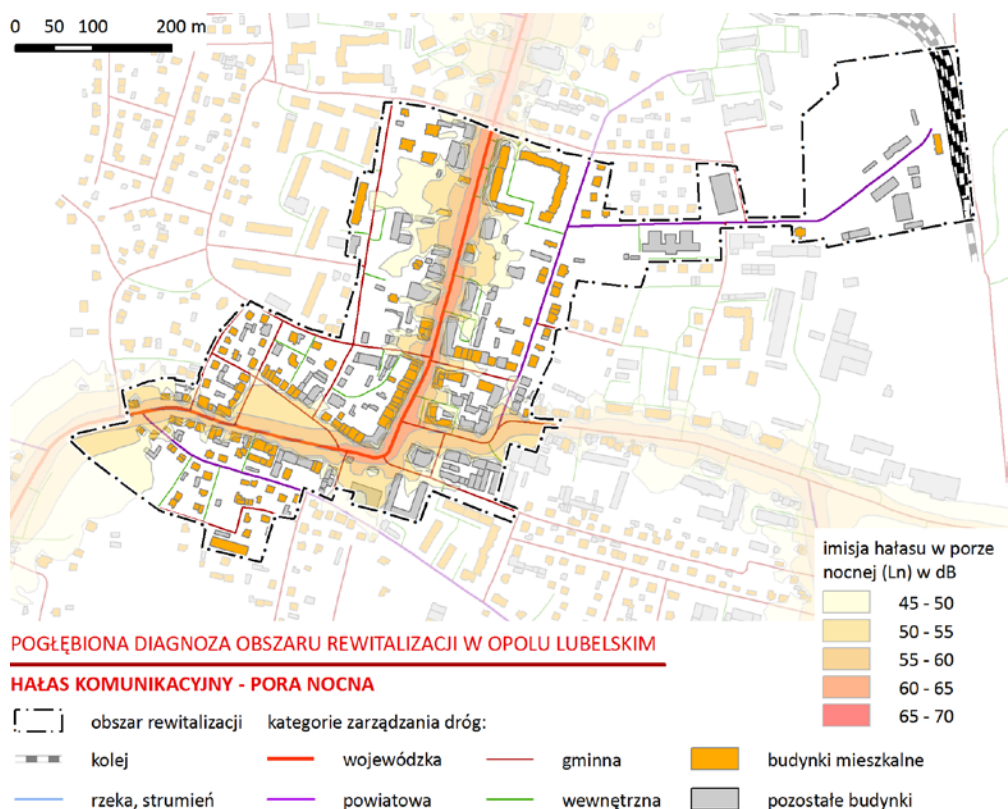 0 50 100 200 m
imisja hałasu w porze
nocnej (Ln) w dB
45 - 50
50 - 55
55 - 60
60 - 65
65 - 70
POGŁĘBIONA DIAGNOZA OBSZARU REWITALIZACJI W OPOLU LUBELSKIM
HAŁAS KOMUNIKACYJNY - PORA NOCNA
obszar rewitalizacji kategorie zarządzania dróg:
kolej wojewódzka gminna budynki mieszkalne
rzeka, strumień powiatowa wewnętrzna pozostałe budynki